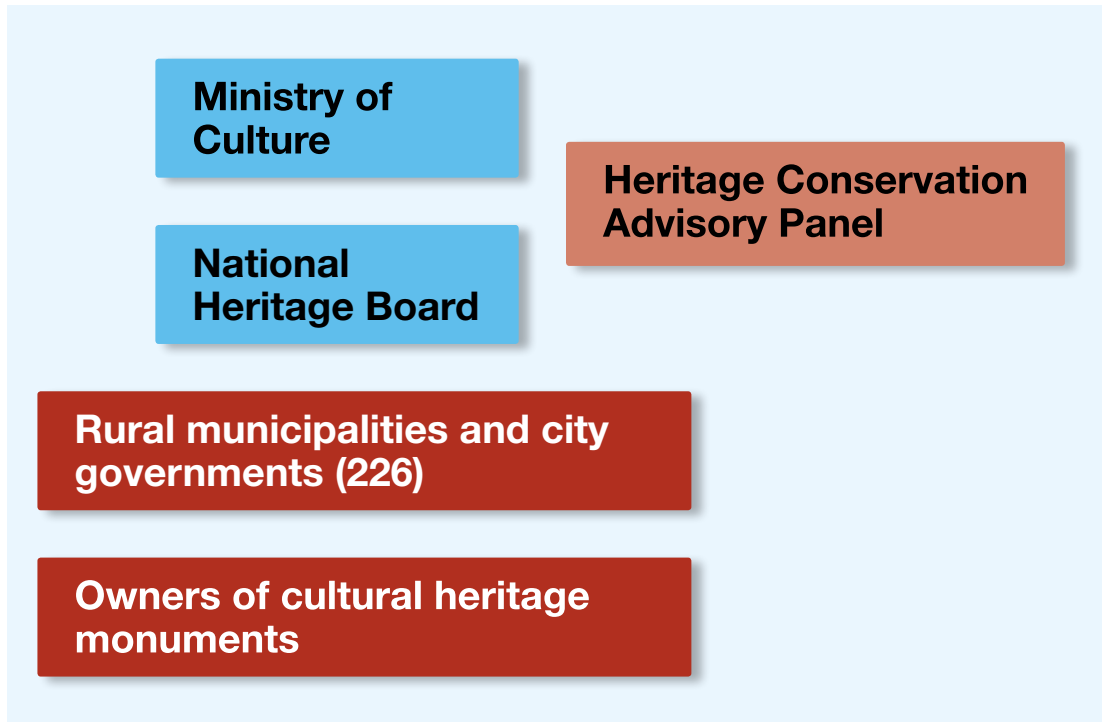 Ministry of
Culture
Heritage Conservation
Advisory Panel
National
Heritage Board
Rural municipalities and city
governments (226)
Owners of cultural heritage
monuments